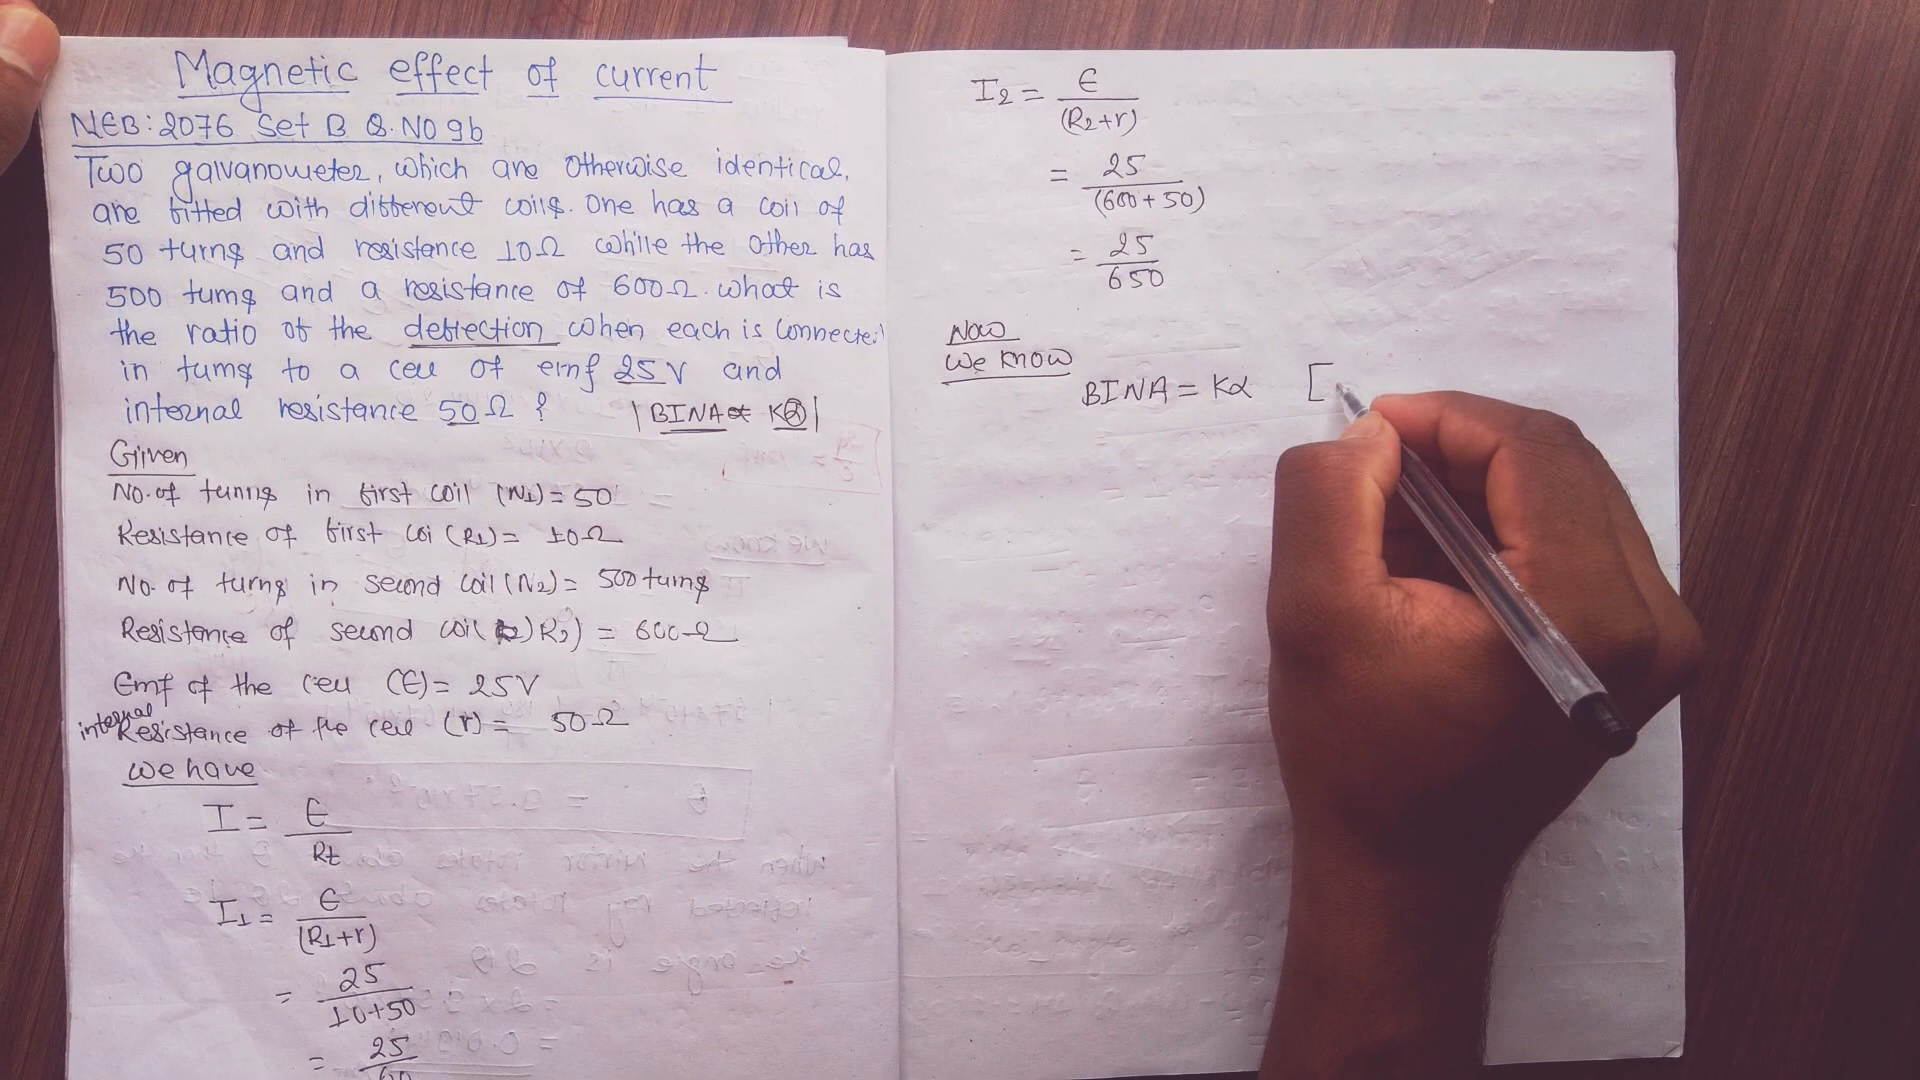 Magnetic effect of current
NEB: 2076 Set B Q. NO 9b
Two galvanometer, which are otherwise identical,
are fitted with different coils. One has a coil of
50 turns and resistance 10Ω while the other has
500 turns and a resistance of 600Ω. what is
the ratio of the deflection when each is connected
in turns to a cell of emf 25 V and
internal resistance 50Ω ?
Given
No. of turns in first coil (N1) = 50
Resistance of first coi (R1) = 10Ω
No. of turns in second coil (N2) = 500 turns
Resistance of second coil R2) = 600Ω
Emf of the cell (E) = 25V
internal Resistance of the cell (r) = 50Ω
we have
I = E / Rt
I1 = E / (R1+r)
= 25 / 10+50
= 25 / 60
I2 = E / (R2+r)
= 25 / (600+50)
= 25 / 650
Now
We know
BINA = Kα [